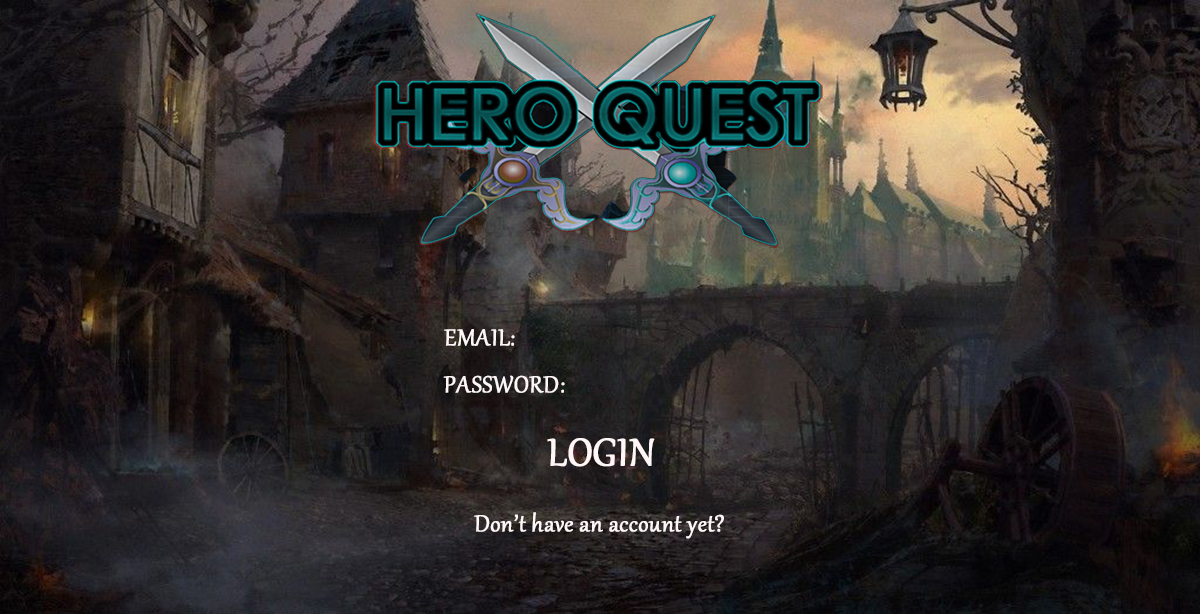 HERO QUEST
EMAIL:
PASSWORD:
LOGIN
Don't have an account yet?